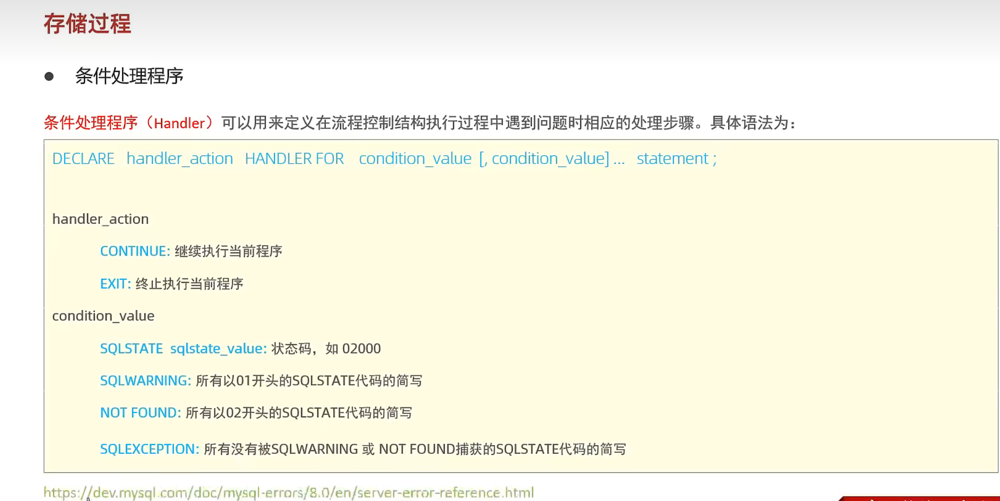 存储过程
● 条件处理程序
条件处理程序（Handler）可以用来定义在流程控制结构执行过程中遇到问题时相应的处理步骤。具体语法为：
DECLARE handler_action HANDLER FOR condition_value [, condition_value] ... statement ;
handler_action
CONTINUE: 继续执行当前程序
EXIT: 终止执行当前程序
condition_value
SQLSTATE sqlstate_value: 状态码，如 02000
SQLWARNING: 所有以01开头的SQLSTATE代码的简写
NOT FOUND: 所有以02开头的SQLSTATE代码的简写
SQLEXCEPTION: 所有没有被SQLWARNING 或 NOT FOUND捕获的SQLSTATE代码的简写
https://dev.mysql.com/doc/mysql-errors/8.0/en/server-error-reference.html